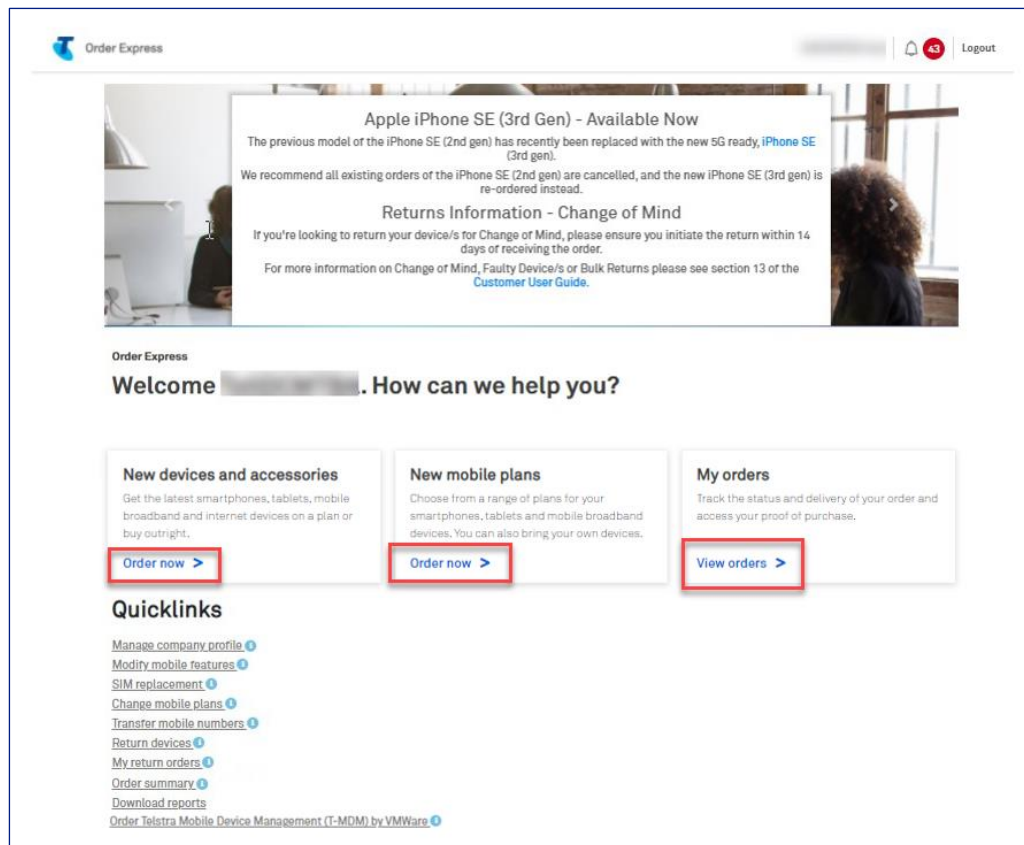 Order Express
43
Logout
Apple iPhone SE (3rd Gen) - Available Now
The previous model of the iPhone SE (2nd gen) has recently been replaced with the new 5G ready, iPhone SE
(3rd gen).
We recommend all existing orders of the iPhone SE (2nd gen) are cancelled, and the new iPhone SE (3rd gen) is
re-ordered instead.
Returns Information - Change of Mind
If you're looking to return your device/s for Change of Mind, please ensure you initiate the return within 14
days of receiving the order.
For more information on Change of Mind, Faulty Device/s or Bulk Returns please see section 13 of the
Customer User Guide.
Order Express
Welcome . How can we help you?
New devices and accessories
Get the latest smartphones, tablets, mobile
broadband and internet devices on a plan or
buy outright.
Order now >
New mobile plans
Choose from a range of plans for your
smartphones, tablets and mobile broadband
devices. You can also bring your own devices.
Order now >
My orders
Track the status and delivery of your order and
access your proof of purchase.
View orders >
Quicklinks
Manage company profile
Modify mobile features
SIM replacement
Change mobile plans
Transfer mobile numbers
Return devices
My return orders
Order summary
Download reports
Order Telstra Mobile Device Management (T-MDM) by VMWare